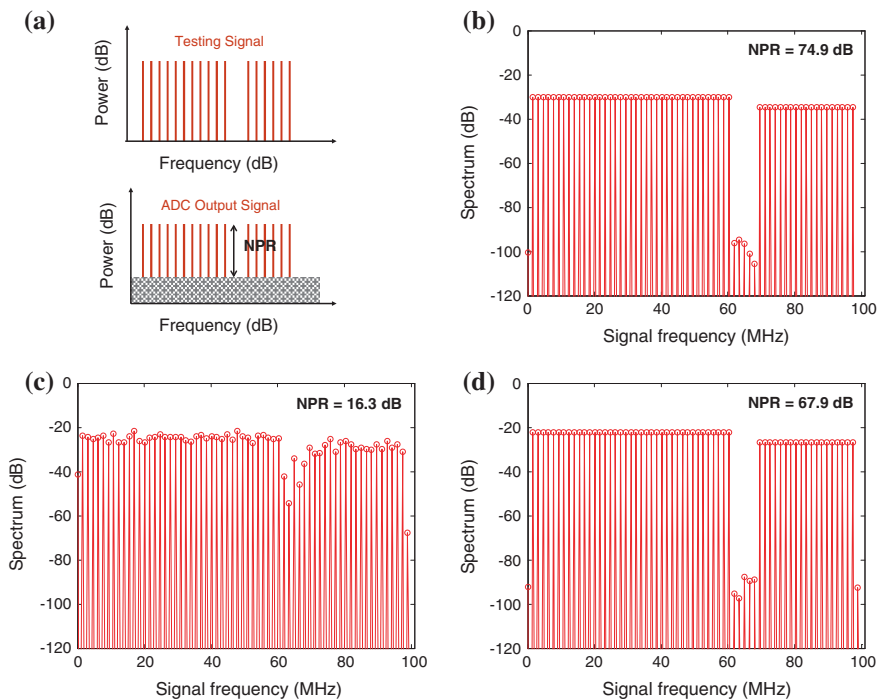 (a)
Testing Signal
Power (dB)
Frequency (dB)
ADC Output Signal
Power (dB)
NPR
Frequency (dB)
(b)
NPR = 74.9 dB
0
-20
-40
-60
-80
-100
-120
Spectrum (dB)
0 20 40 60 80 100
Signal frequency (MHz)
(c)
NPR = 16.3 dB
0
-20
-40
-60
-80
-100
-120
Spectrum (dB)
0 20 40 60 80 100
Signal frequency (MHz)
(d)
NPR = 67.9 dB
0
-20
-40
-60
-80
-100
-120
Spectrum (dB)
0 20 40 60 80 100
Signal frequency (MHz)